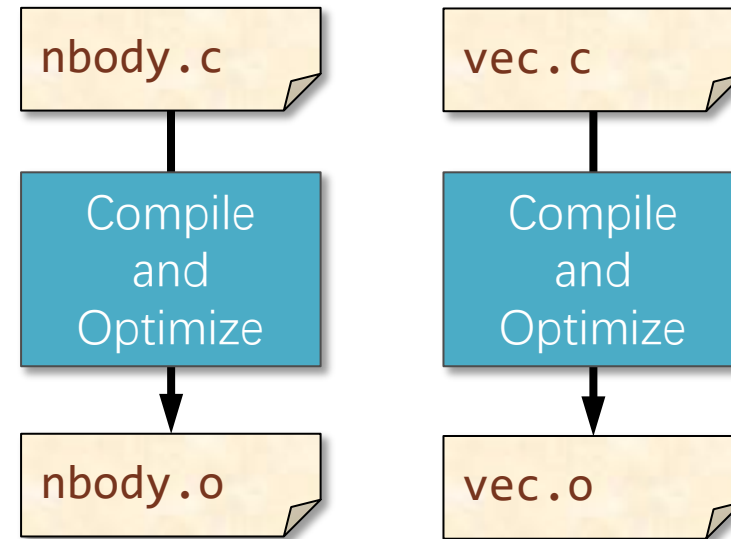 nbody.c
Compile
and
Optimize
nbody.o
vec.c
Compile
and
Optimize
vec.o